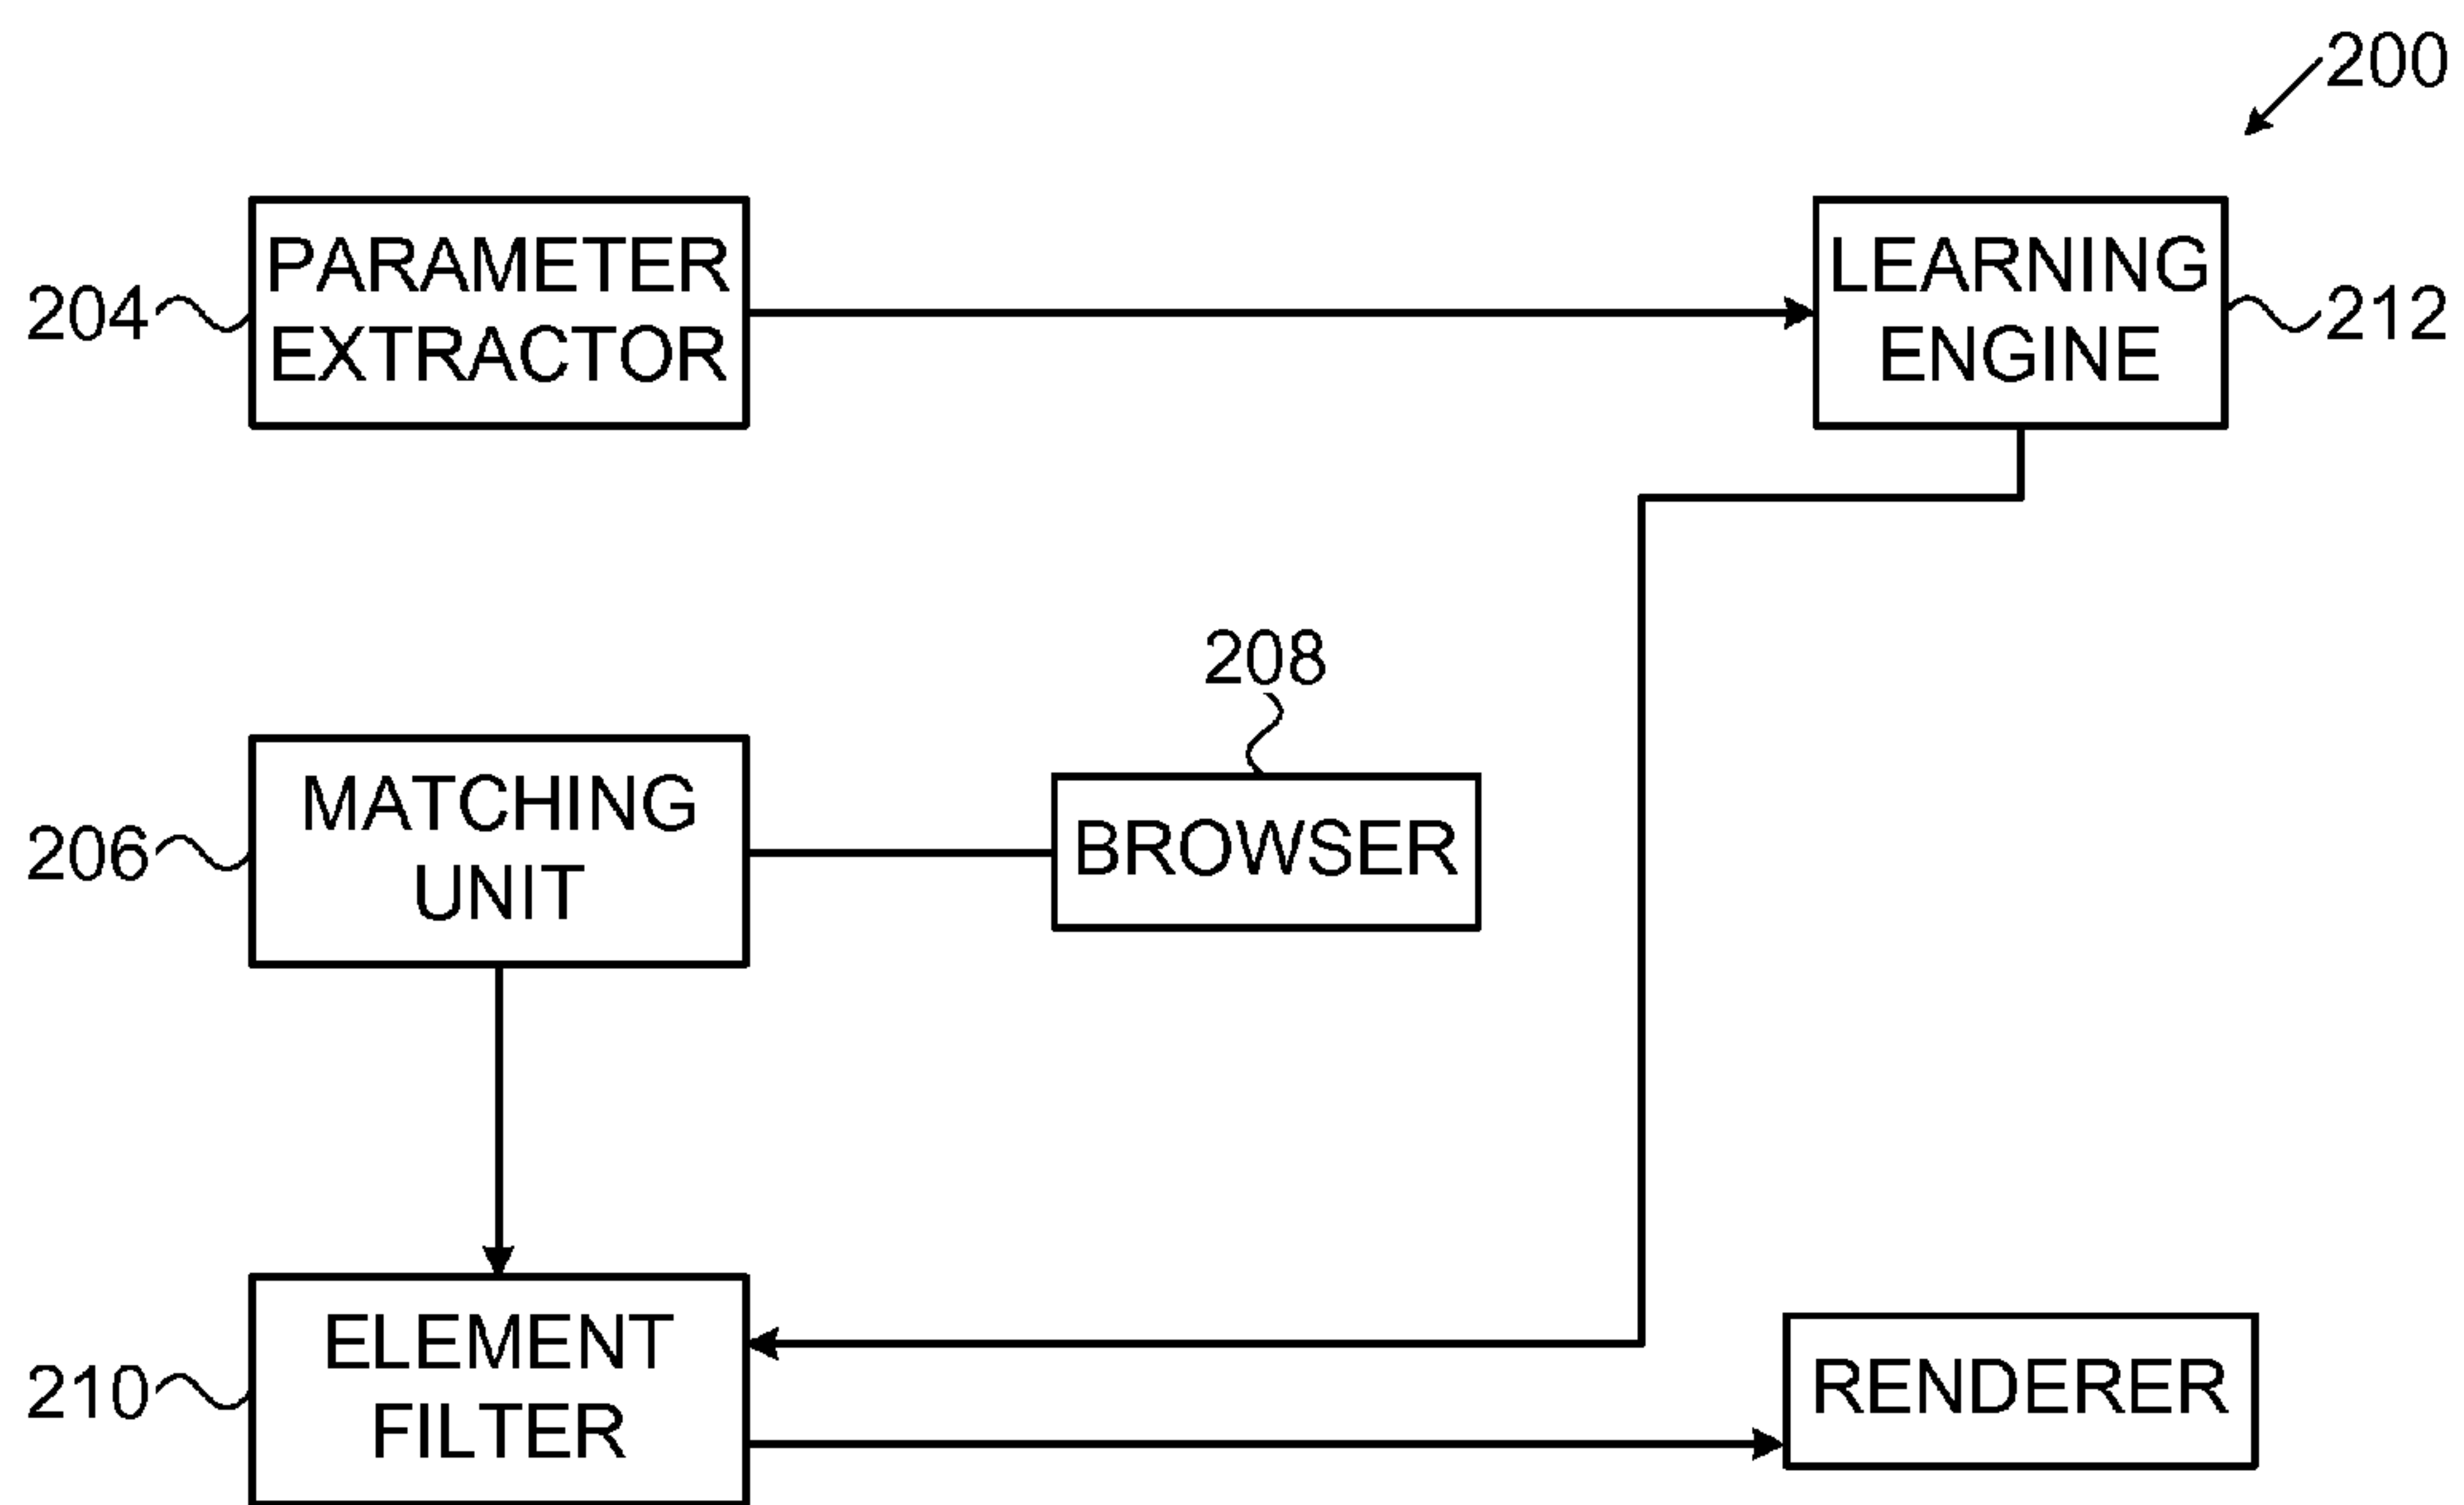 200
PARAMETER
EXTRACTOR
204
LEARNING
ENGINE
212
208
MATCHING
UNIT
206
BROWSER
ELEMENT
FILTER
210
RENDERER